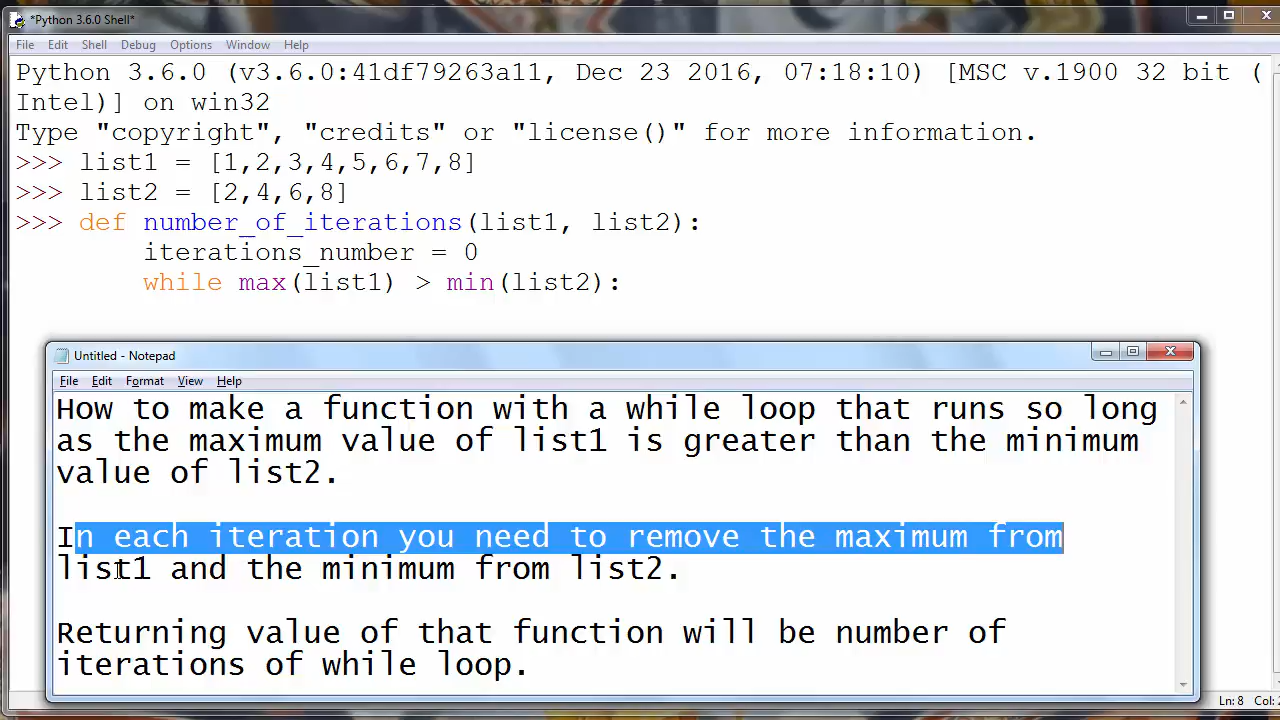 *Python 3.6.0 Shell*
File Edit Shell Debug Options Window Help
Python 3.6.0 (v3.6.0:41df79263a11, Dec 23 2016, 07:18:10) [MSC v.1900 32 bit (
Intel)] on win32
Type "copyright", "credits" or "license()" for more information.
>>> list1 = [1,2,3,4,5,6,7,8]
>>> list2 = [2,4,6,8]
>>> def number_of_iterations(list1, list2):
iterations_number = 0
while max(list1) > min(list2):
Untitled - Notepad
File Edit Format View Help
How to make a function with a while loop that runs so long
as the maximum value of list1 is greater than the minimum
value of list2.
In each iteration you need to remove the maximum from
list1 and the minimum from list2.
Returning value of that function will be number of
iterations of while loop.
Ln: 8 Col: